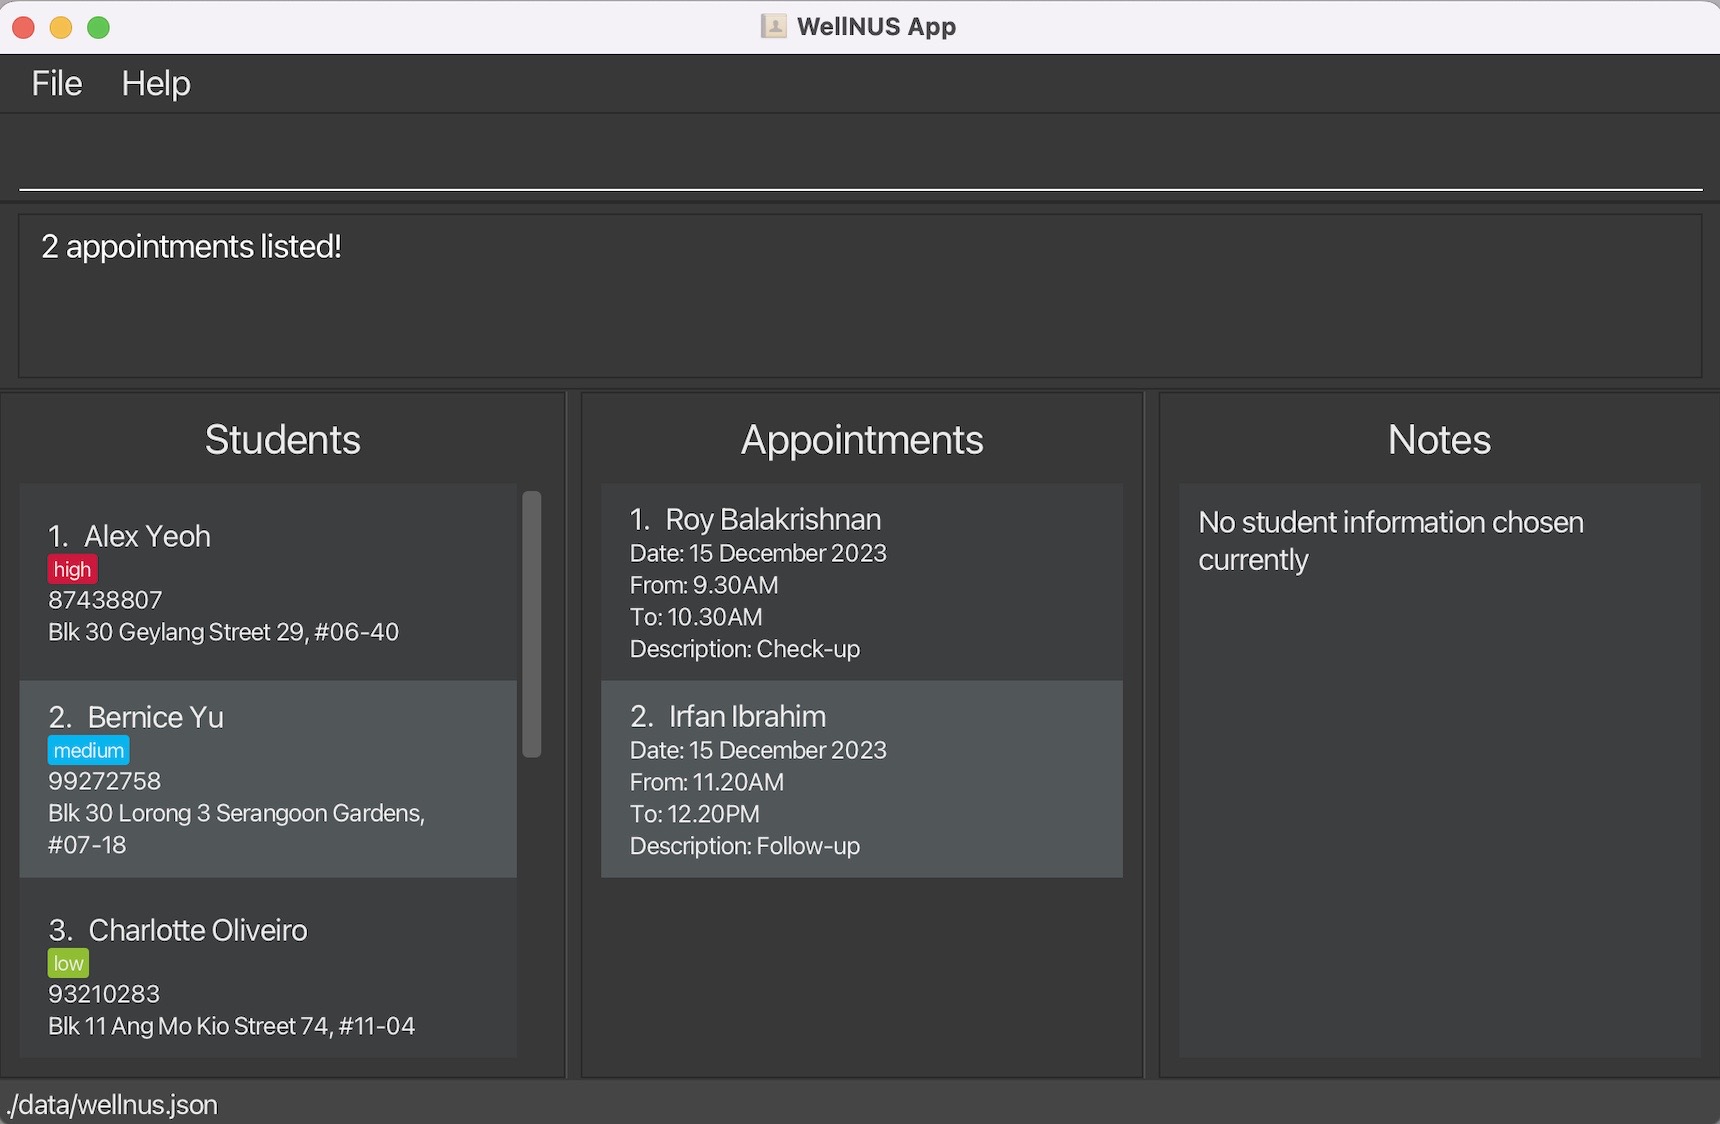 WellNUS App
File Help
2 appointments listed!
Students
1. Alex Yeoh
high
87438807
Blk 30 Geylang Street 29, #06-40
2. Bernice Yu
medium
99272758
Blk 30 Lorong 3 Serangoon Gardens,
#07-18
3. Charlotte Oliveiro
low
93210283
Blk 11 Ang Mo Kio Street 74, #11-04
Appointments
1. Roy Balakrishnan
Date: 15 December 2023
From: 9.30AM
To: 10.30AM
Description: Check-up
2. Irfan Ibrahim
Date: 15 December 2023
From: 11.20AM
To: 12.20PM
Description: Follow-up
Notes
No student information chosen
currently
./data/wellnus.json